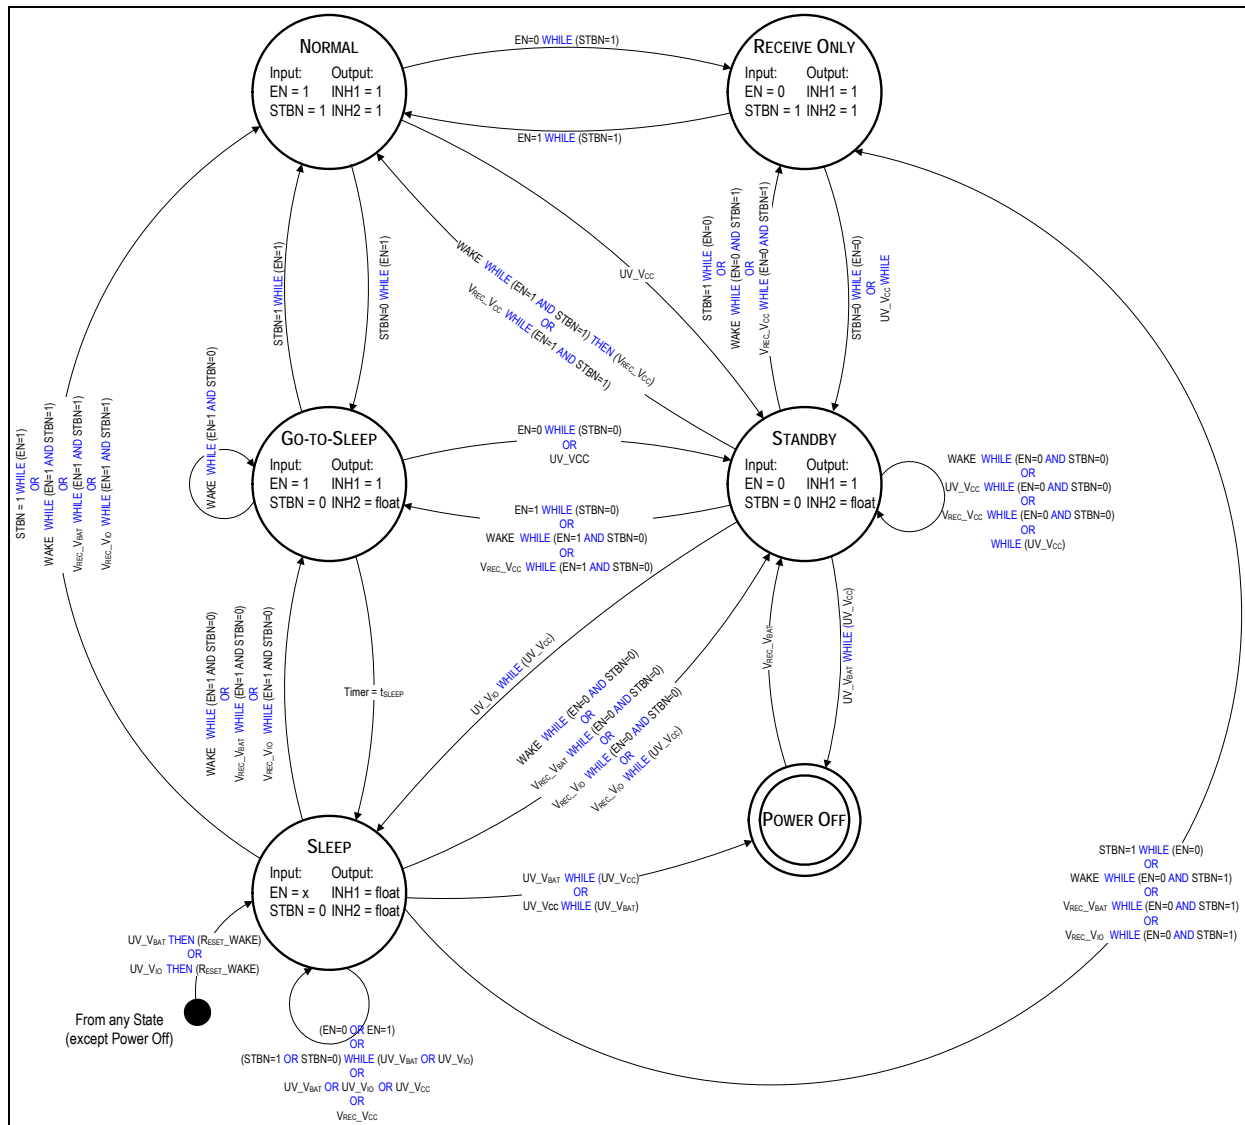 NORMAL
Input: Output:
EN = 1 INH1 = 1
STBN = 1 INH2 = 1
EN=0 WHILE (STBN=1)
RECEIVE ONLY
Input: Output:
EN = 0 INH1 = 1
STBN = 1 INH2 = 1
EN=1 WHILE (STBN=1)
STBN=1 WHILE (EN=1)
STBN=0 WHILE (EN=1)
WAKE WHILE (EN=1 AND STBN=1) THEN (VREC_VCC)
OR
VREC_VCC WHILE (EN=1 AND STBN=1)
UV_VCC
STBN=1 WHILE (EN=0)
OR
WAKE WHILE (EN=0 AND STBN=1)
OR
VREC_VCC WHILE (EN=0 AND STBN=1)
STBN=0 WHILE (EN=0)
OR
UV_VCC WHILE
STBN = 1 WHILE (EN=1)
OR
WAKE WHILE (EN=1 AND STBN=1)
OR
VREC_VBAT WHILE (EN=1 AND STBN=1)
OR
VREC_VIO WHILE (EN=1 AND STBN=1)
WAKE WHILE (EN=1 AND STBN=0)
GO-TO-SLEEP
Input: Output:
EN = 1 INH1 = 1
STBN = 0 INH2 = float
EN=0 WHILE (STBN=0)
OR
UV_VCC
STANDBY
Input: Output:
EN = 0 INH1 = 1
STBN = 0 INH2 = float
WAKE WHILE (EN=0 AND STBN=0)
OR
UV_VCC WHILE (EN=0 AND STBN=0)
OR
VREC_VCC WHILE (EN=0 AND STBN=0)
OR
WHILE (UV_VCC)
EN=1 WHILE (STBN=0)
OR
WAKE WHILE (EN=1 AND STBN=0)
OR
VREC_VCC WHILE (EN=1 AND STBN=0)
WAKE WHILE (EN=1 AND STBN=0)
OR
VREC_VBAT WHILE (EN=1 AND STBN=0)
OR
VREC_VIO WHILE (EN=1 AND STBN=0)
Timer = tSLEEP
UV_VIO WHILE (UV_VCC)
WAKE WHILE (EN=0 AND STBN=0)
OR
VREC_VBAT WHILE (EN=0 AND STBN=0)
OR
VREC_VIO WHILE (EN=0 AND STBN=0)
OR
VREC_VIO WHILE (UV_VCC)
VREC_VBAT
UV_VBAT WHILE (UV_VCC)
POWER OFF
SLEEP
Input: Output:
EN = x INH1 = float
STBN = 0 INH2 = float
UV_VBAT WHILE (UV_VCC)
OR
UV_Vcc WHILE (UV_VBAT)
STBN=1 WHILE (EN=0)
OR
WAKE WHILE (EN=0 AND STBN=1)
OR
VREC_VBAT WHILE (EN=0 AND STBN=1)
OR
VREC_VIO WHILE (EN=0 AND STBN=1)
UV_VBAT THEN (RESET_WAKE)
OR
UV_VIO THEN (RESET_WAKE)
From any State
(except Power Off)
(EN=0 OR EN=1)
OR
(STBN=1 OR STBN=0) WHILE (UV_VBAT OR UV_VIO)
OR
UV_VBAT OR UV_VIO OR UV_VCC
OR
VREC_VCC